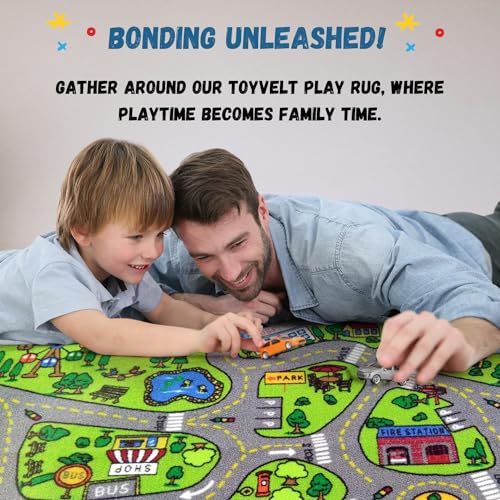 BONDING UNLEASHED!
GATHER AROUND OUR TOYVELT PLAY RUG, WHERE
PLAYTIME BECOMES FAMILY TIME.
PARK
FIRE STATION
SHOP
BUS
BUS